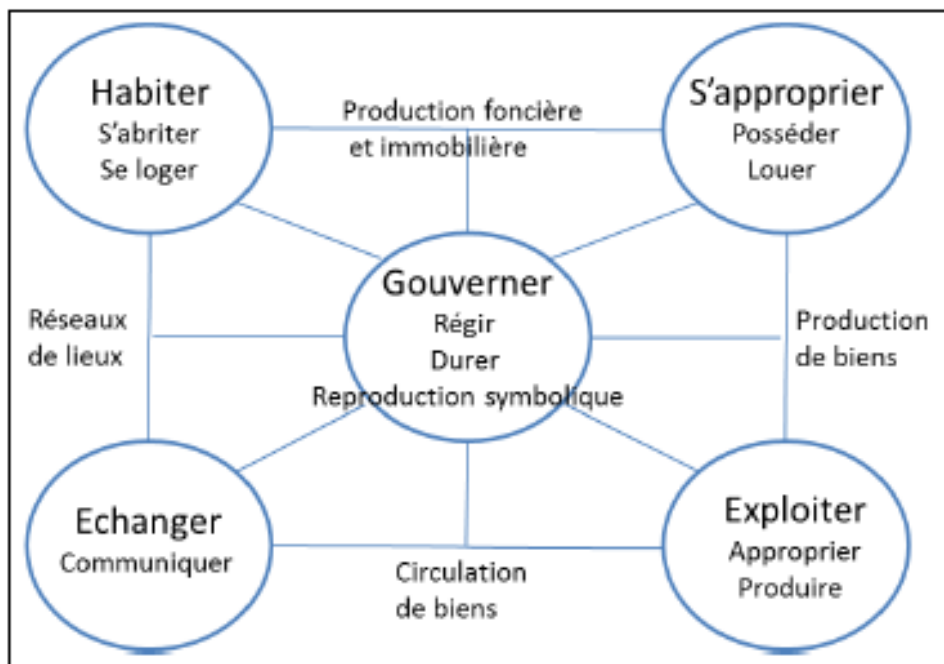 Habiter
S'abriter
Se loger
Production foncière
et immobilière
S'approprier
Posséder
Louer
Gouverner
Régir
Durer
Reproduction symbolique
Réseaux
de lieux
Production
de biens
Echanger
Communiquer
Circulation
de biens
Exploiter
Approprier
Produire